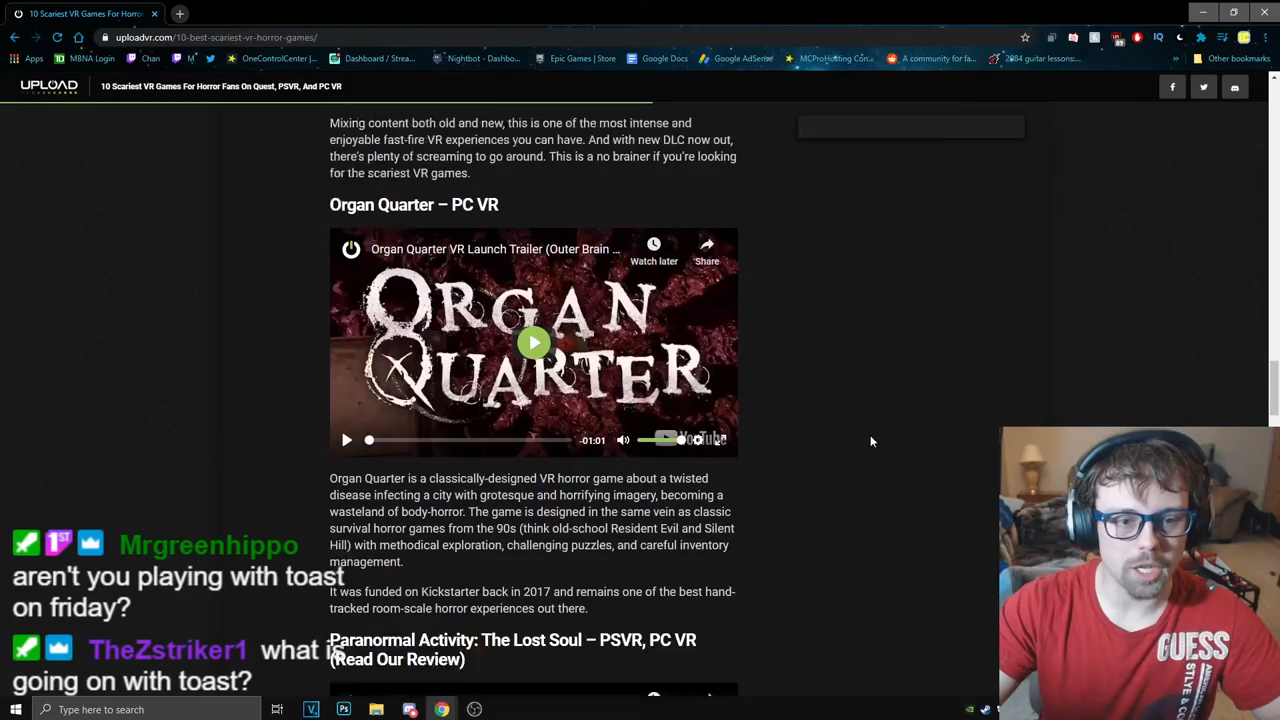 10 Scariest VR Games For Horror
uploadvr.com/10-best-scariest-vr-horror-games/
Apps
MBNA Login
Chan
M
OneControlCenter |...
Dashboard / Strea...
Nightbot - Dashbo...
Epic Games | Store
Google Docs
Google AdSense
MCProHosting Con...
A community for fa...
2084 guitar lessons:...
»
Other bookmarks
89
IQ
UPLOAD
10 Scariest VR Games For Horror Fans On Quest, PSVR, And PC VR
Mixing content both old and new, this is one of the most intense and
enjoyable fast-fire VR experiences you can have. And with new DLC now out,
there's plenty of screaming to go around. This is a no brainer if you're looking
for the scariest VR games.
Organ Quarter – PC VR
Organ Quarter VR Launch Trailer (Outer Brain ...
Watch later
Share
ORGAN
QUARTER
-01:01
YouTube
Organ Quarter is a classically-designed VR horror game about a twisted
disease infecting a city with grotesque and horrifying imagery, becoming a
wasteland of body-horror. The game is designed in the same vein as classic
survival horror games from the 90s (think old-school Resident Evil and Silent
Hill) with methodical exploration, challenging puzzles, and careful inventory
management.
It was funded on Kickstarter back in 2017 and remains one of the best hand-
tracked room-scale horror experiences out there.
Paranormal Activity: The Lost Soul – PSVR, PC VR
(Read Our Review)
1ST Mrgreenhippo
aren't you playing with toast
on friday?
TheZstriker1 what is
going on with toast?
GUESS
Type here to search